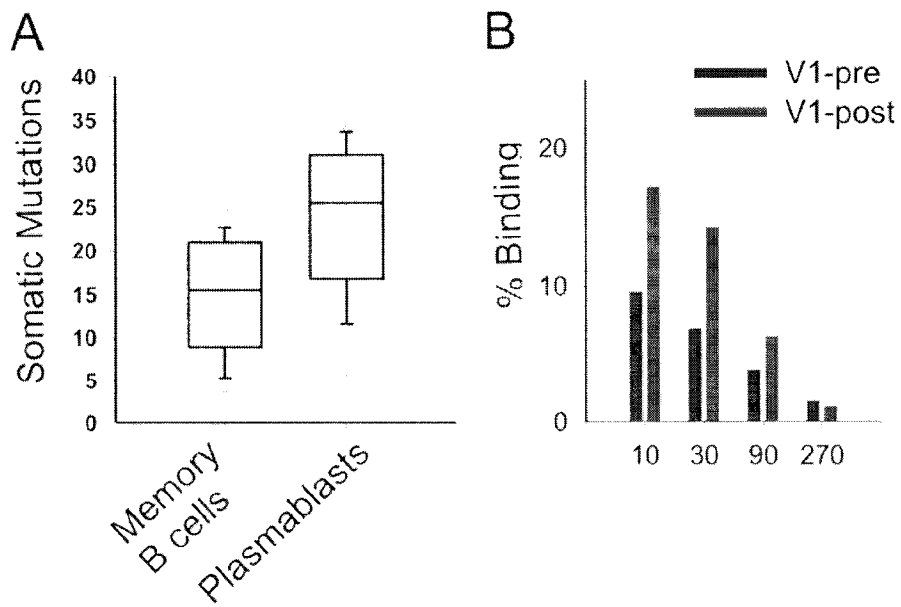 A
Somatic Mutations
40
35
30
25
20
15
10
5
0
Memory
B cells
Plasmablasts
B
V1-pre
V1-post
% Binding
20
10
0
10 30 90 270